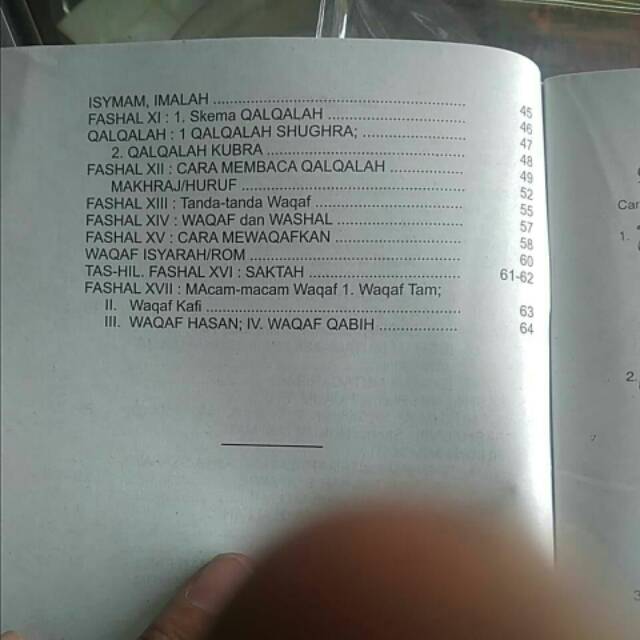 ISYMAM, IMALAH ............................................................ 45
FASHAL XI : 1. Skema QALQALAH ................................. 46
QALQALAH : 1 QALQALAH SHUGHRA; ........................ 47
2. QALQALAH KUBRA ............................................... 48
FASHAL XII : CARA MEMBACA QALQALAH .................. 49
MAKHRAJ/HURUF ..................................................... 52
FASHAL XIII : Tanda-tanda Waqaf .................................... 55
FASHAL XIV : WAQAF dan WASHAL .............................. 57
FASHAL XV : CARA MEWAQAFKAN ............................... 58
WAQAF ISYARAH/ROM .................................................. 60
TAS-HIL. FASHAL XVI : SAKTAH ..................................... 61-62
FASHAL XVII : MAcam-macam Waqaf 1. Waqaf Tam;
II. Waqaf Kafi ............................................................ 63
III. WAQAF HASAN; IV. WAQAF QABIH ................... 64
1.
2.